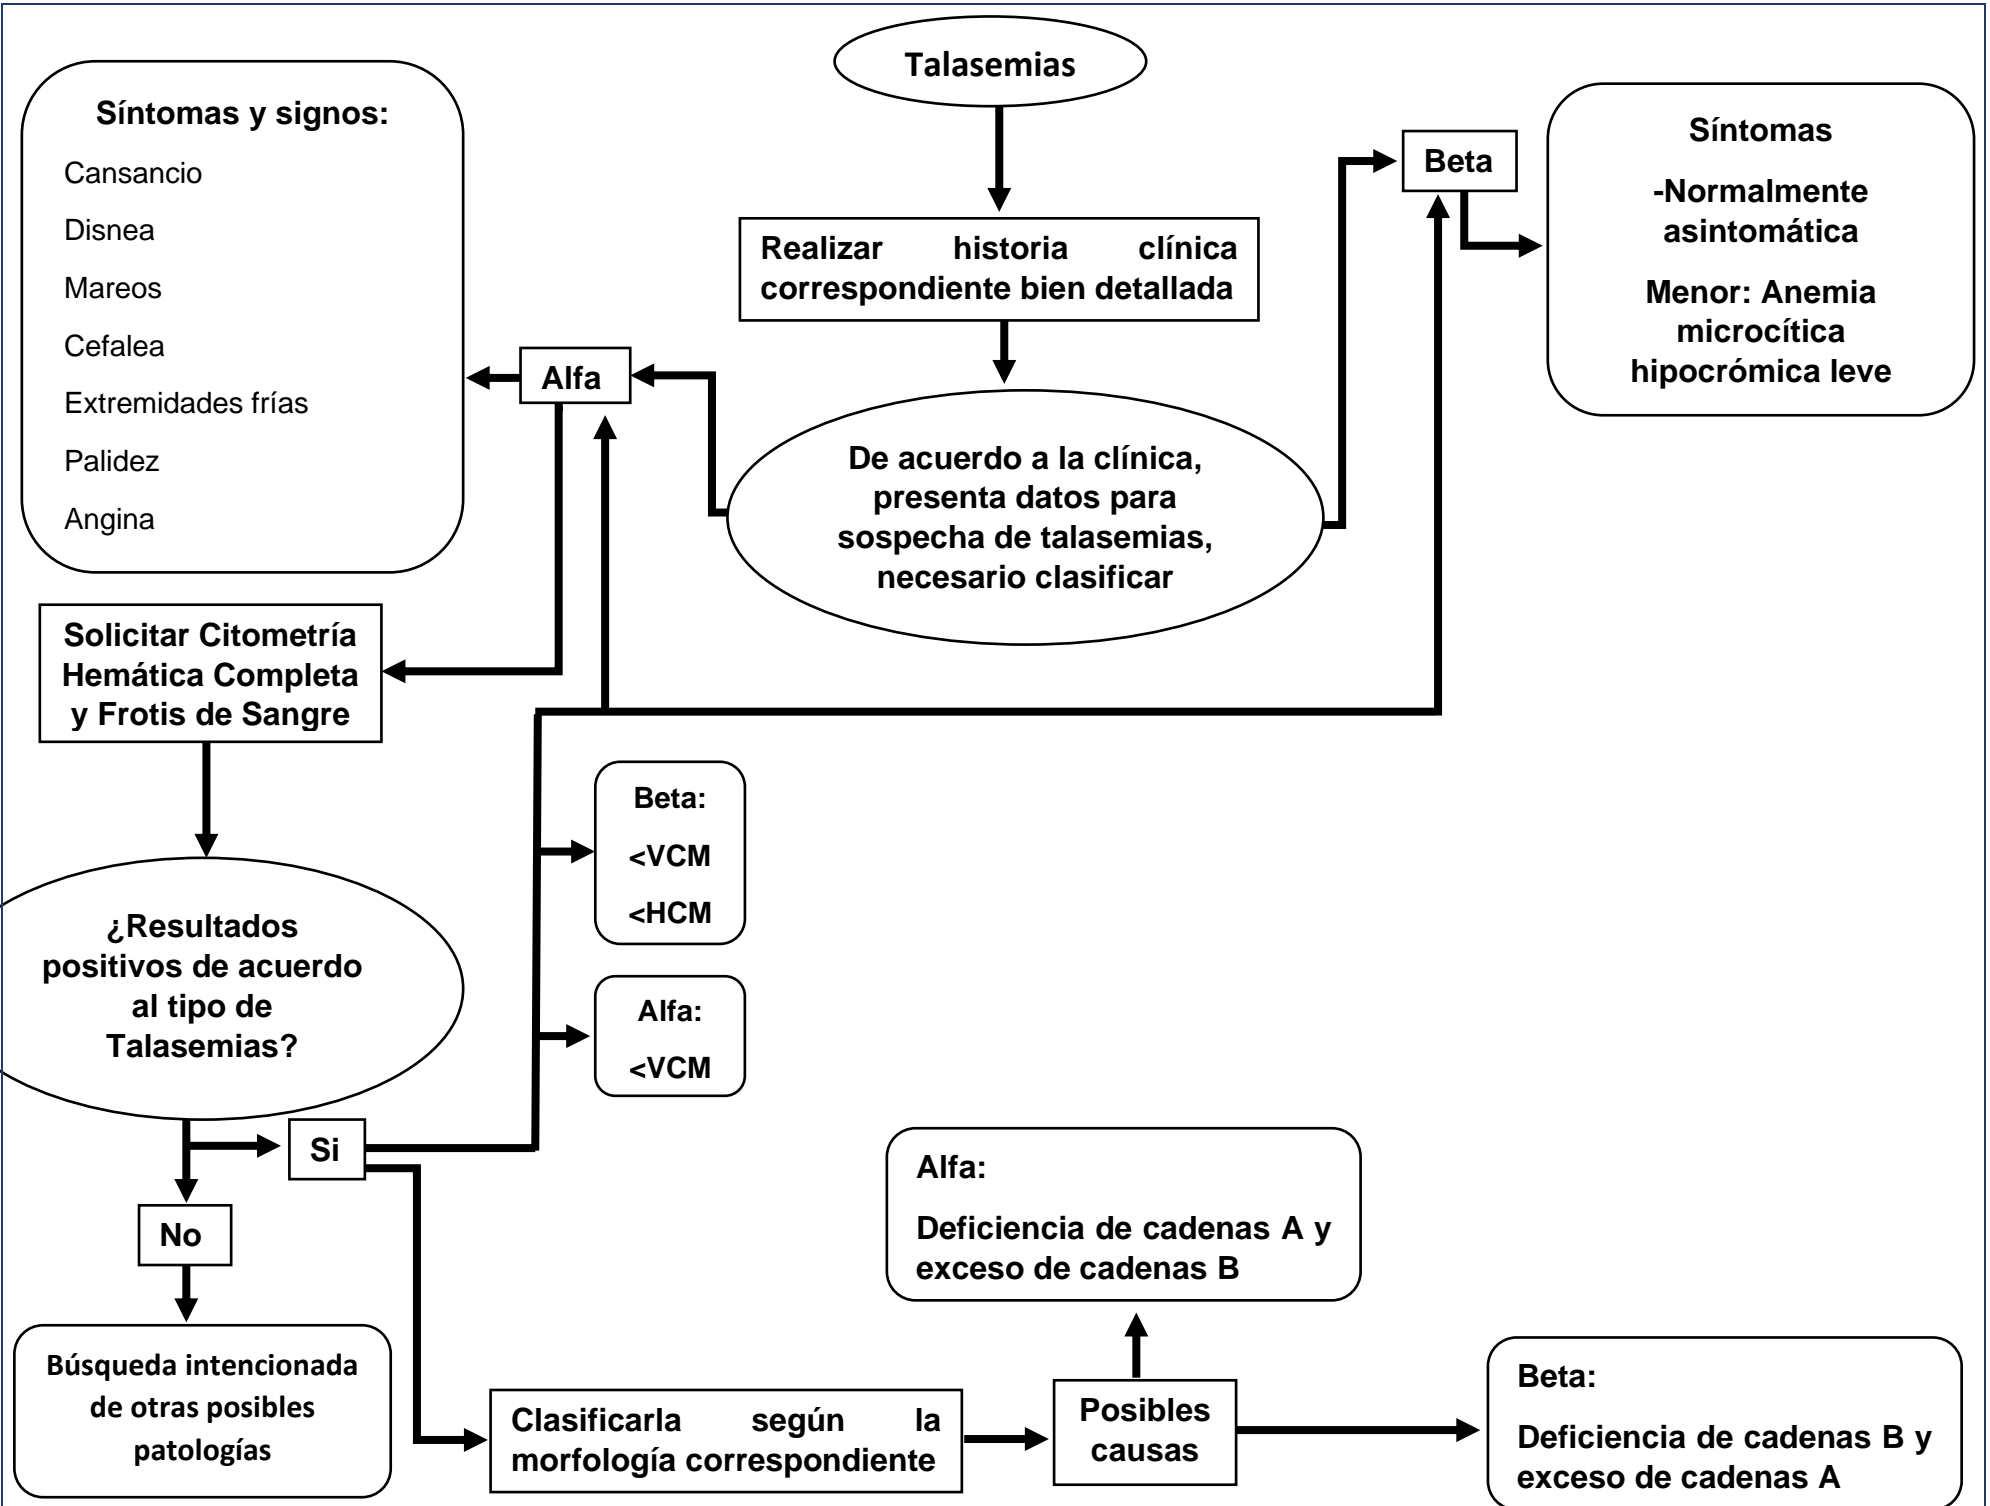 Talasemias
Síntomas y signos:
Cansancio
Disnea
Mareos
Cefalea
Extremidades frías
Palidez
Angina
Beta
Síntomas
-Normalmente
asintomática
Menor: Anemia
microcítica
hipocrómica leve
Realizar historia clínica
correspondiente bien detallada
Alfa
De acuerdo a la clínica,
presenta datos para
sospecha de talasemias,
necesario clasificar
Solicitar Citometría
Hemática Completa
y Frotis de Sangre
Beta:
<VCM
<HCM
¿Resultados
positivos de acuerdo
al tipo de
Talasemias?
Alfa:
<VCM
Si
No
Búsqueda intencionada
de otras posibles
patologías
Clasificarla según la
morfología correspondiente
Posibles
causas
Alfa:
Deficiencia de cadenas A y
exceso de cadenas B
Beta:
Deficiencia de cadenas B y
exceso de cadenas A